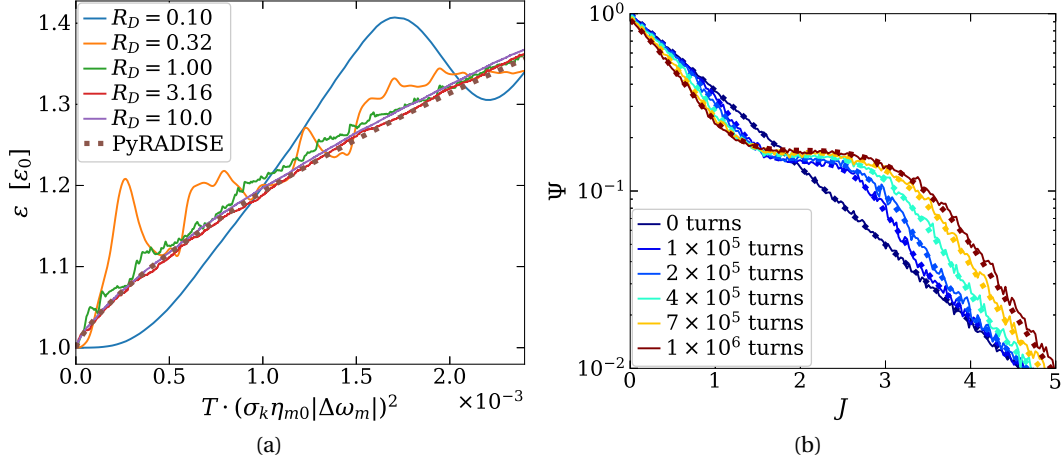 1.4
1.3
1.2
1.1
1.0
ε [ε₀]
R_D = 0.10
R_D = 0.32
R_D = 1.00
R_D = 3.16
R_D = 10.0
PyRADISE
0.0 0.5 1.0 1.5 2.0
×10⁻³
T · (σ_k η_{m0}|Δω_m|)²
(a)
10⁰
10⁻¹
10⁻²
Ψ
0 turns
1 × 10⁵ turns
2 × 10⁵ turns
4 × 10⁵ turns
7 × 10⁵ turns
1 × 10⁶ turns
0 1 2 3 4 5
J
(b)